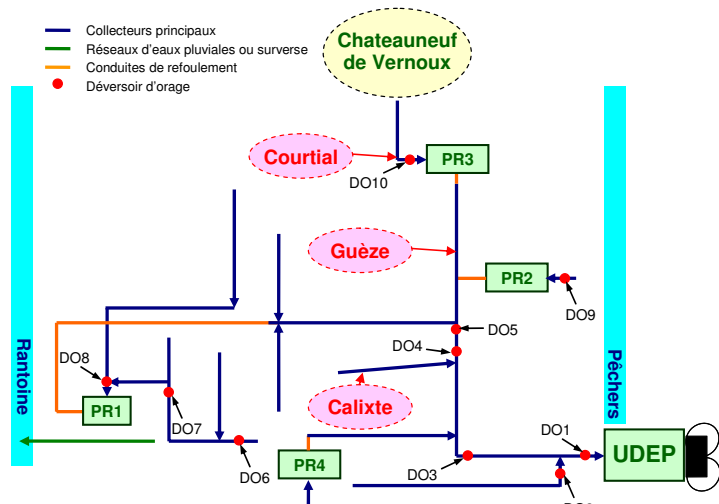 Collecteurs principaux
Réseaux d'eaux pluviales ou surverse
Conduites de refoulement
Déversoir d'orage
Chateauneuf
de Vernoux
Courtial
PR3
DO10
Guèze
PR2
DO9
DO5
DO4
Rantoine
Pêchers
DO8
PR1
DO7
Calixte
DO6
PR4
DO3
DO1
UDEP